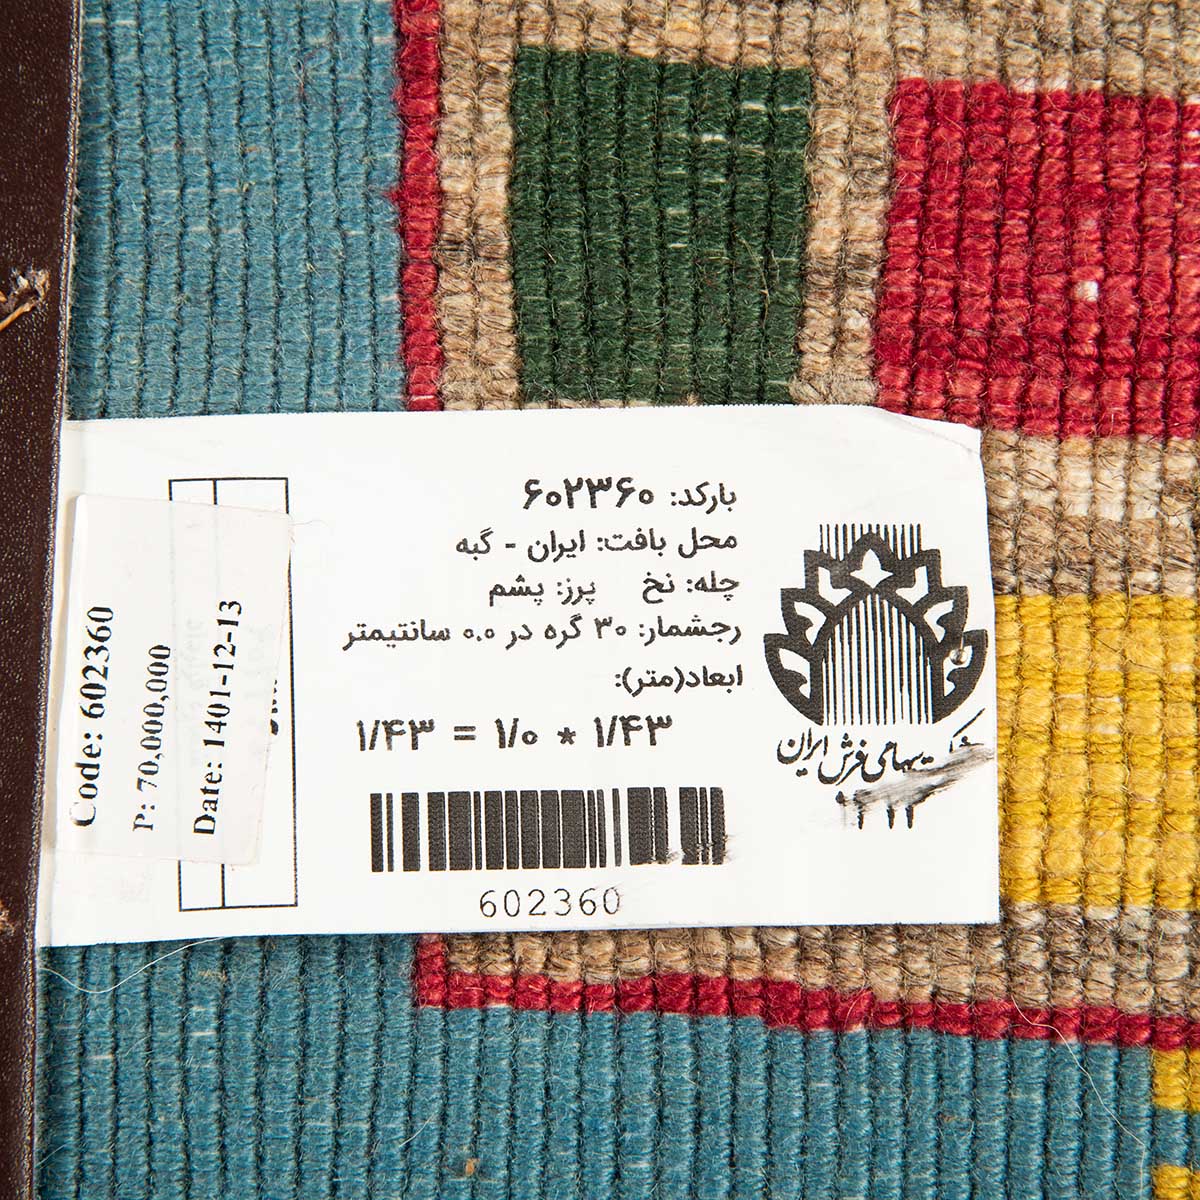 بارکد: ۶۰۲۳۶۰
محل بافت: ایران - گبه
چله: نخ پرز: پشم
رجشمار: ۳۰ گره در ۰.۰ سانتیمتر
ابعاد(متر):
۱/۴۳ = ۱/۰ * ۱/۴۳
602360
شرکت سهامی فرش ایران
Code: 602360
P: 70,000,000
Date: 1401-12-13